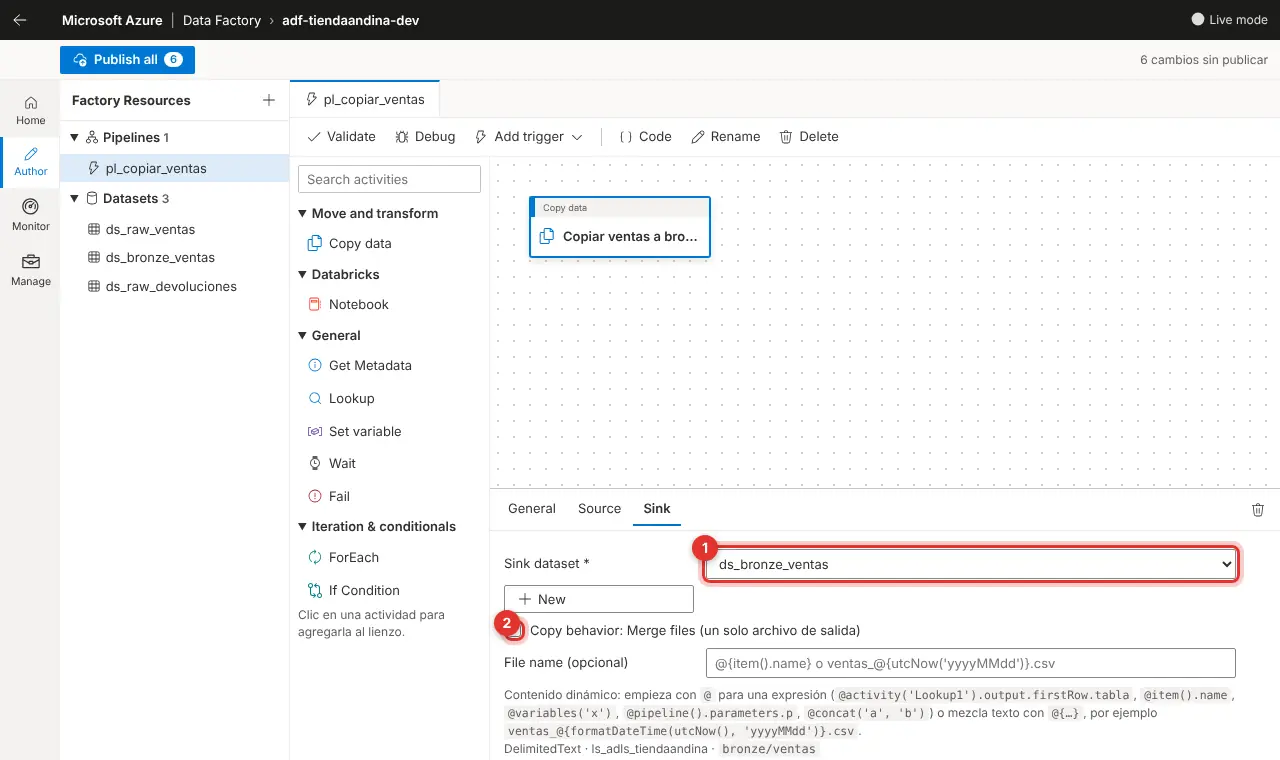 Microsoft Azure | Data Factory › adf-tiendaandina-dev
Live mode
Publish all 6
6 cambios sin publicar
Home
Author
Monitor
Manage
Factory Resources
Pipelines 1
pl_copiar_ventas
Datasets 3
ds_raw_ventas
ds_bronze_ventas
ds_raw_devoluciones
pl_copiar_ventas
Validate
Debug
Add trigger
Code
Rename
Delete
Search activities
Move and transform
Copy data
Databricks
Notebook
General
Get Metadata
Lookup
Set variable
Wait
Fail
Iteration & conditionals
ForEach
If Condition
Clic en una actividad para
agregarla al lienzo.
Copy data
Copiar ventas a bro...
General
Source
Sink
1
Sink dataset *
ds_bronze_ventas
New
2
Copy behavior: Merge files (un solo archivo de salida)
File name (opcional)
@{item().name} o ventas_@{utcNow('yyyyMMdd')}.csv
Contenido dinámico: empieza con @ para una expresión ( @activity('Lookup1').output.firstRow.tabla , @item().name ,
@variables('x') , @pipeline().parameters.p , @concat('a', 'b') ) o mezcla texto con @{…} , por ejemplo
ventas_@{formatDateTime(utcNow(), 'yyyyMMdd')}.csv .
DelimitedText · ls_adls_tiendaandina · bronze/ventas